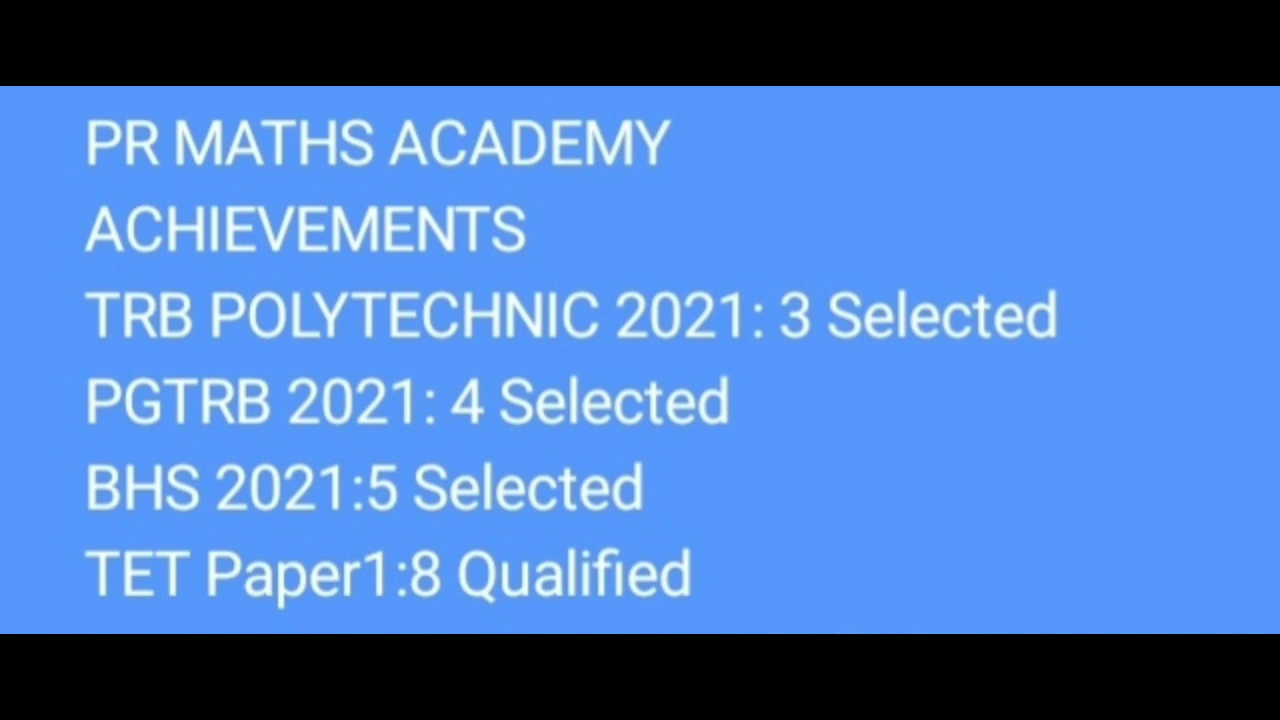 PR MATHS ACADEMY
ACHIEVEMENTS
TRB POLYTECHNIC 2021: 3 Selected
PGTRB 2021: 4 Selected
BHS 2021:5 Selected
TET Paper1:8 Qualified